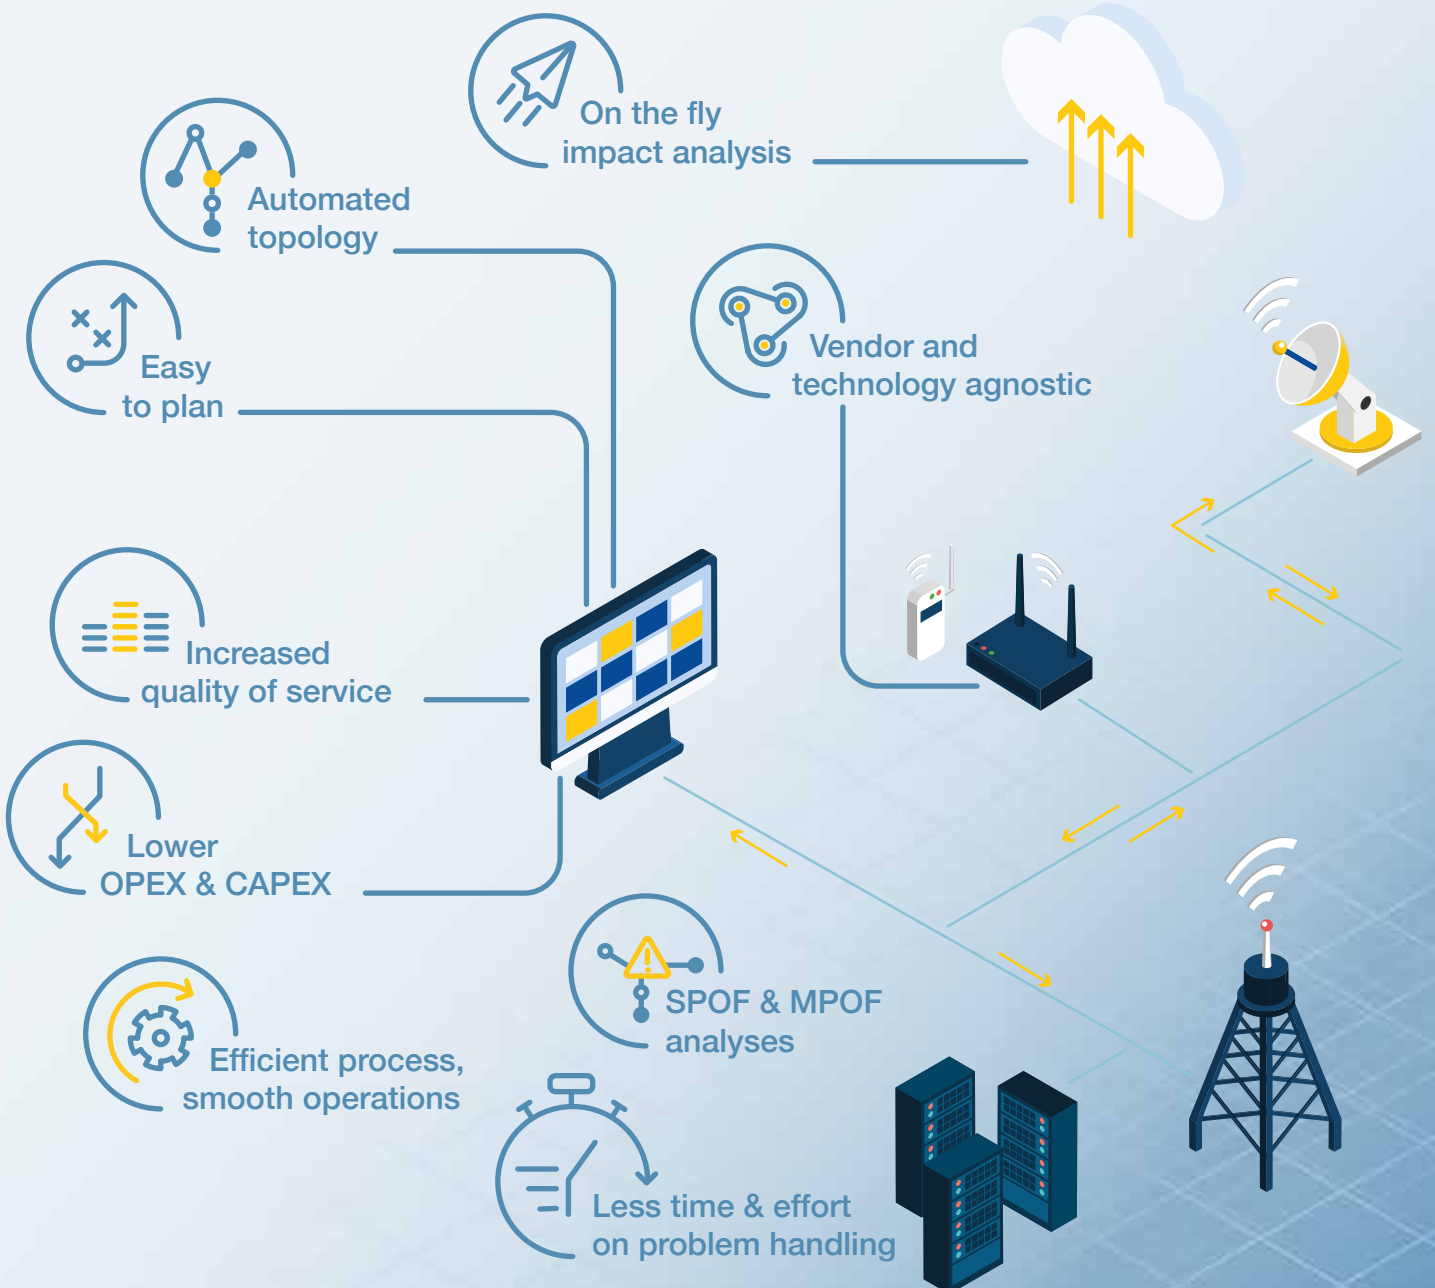 On the fly
impact analysis
Automated
topology
Easy
to plan
Vendor and
technology agnostic
Increased
quality of service
Lower
OPEX & CAPEX
SPOF & MPOF
analyses
Efficient process,
smooth operations
Less time & effort
on problem handling